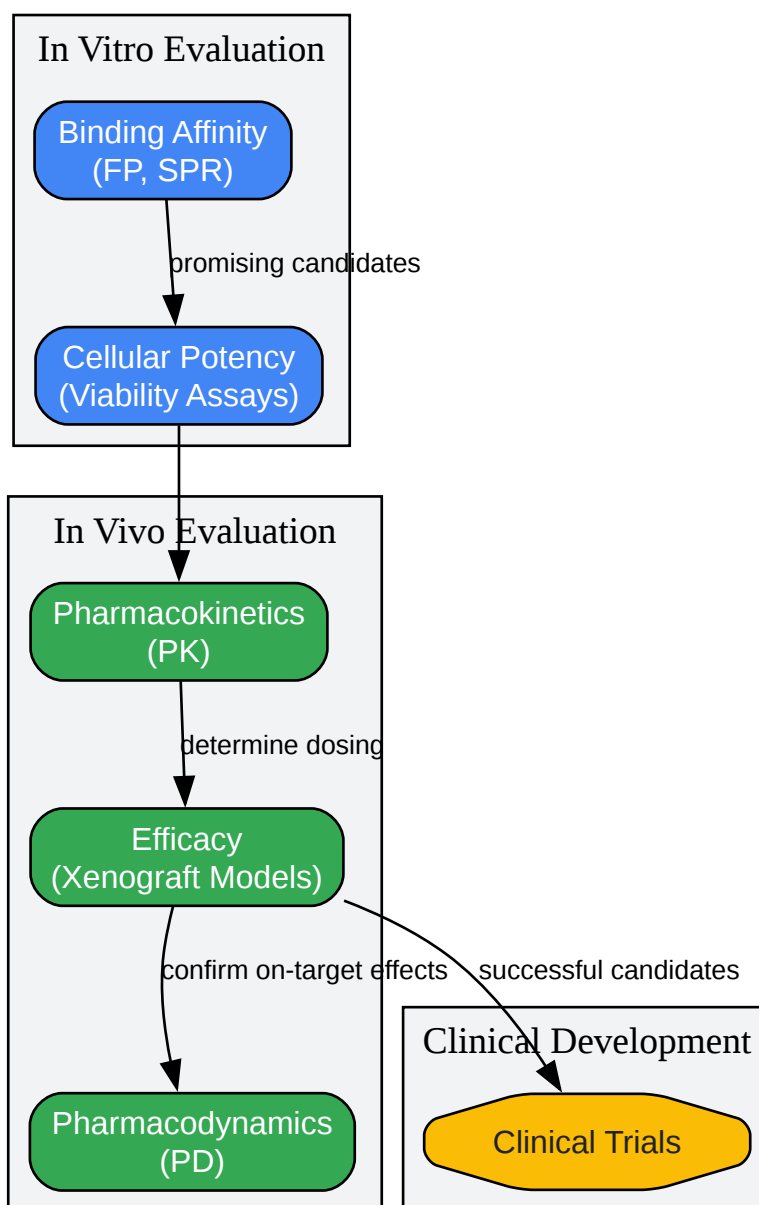 In Vitro Evaluation
Binding Affinity
(FP, SPR)
promising candidates
Cellular Potency
(Viability Assays)
In Vivo Evaluation
Pharmacokinetics
(PK)
determine dosing
Efficacy
(Xenograft Models)
confirm on-target effects
successful candidates
Clinical Development
Pharmacodynamics
(PD)
Clinical Trials